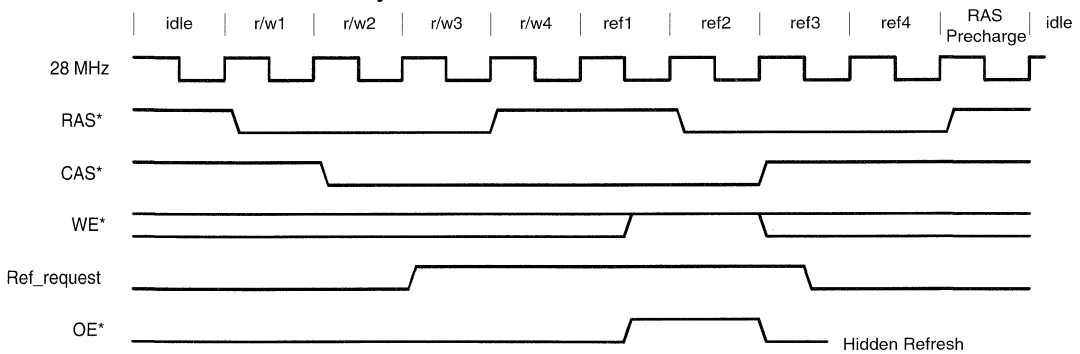 idle r/w1 r/w2 r/w3 r/w4 ref1 ref2 ref3 ref4 RAS Precharge idle
28 MHz
RAS*
CAS*
WE*
Ref_request
OE*
Hidden Refresh